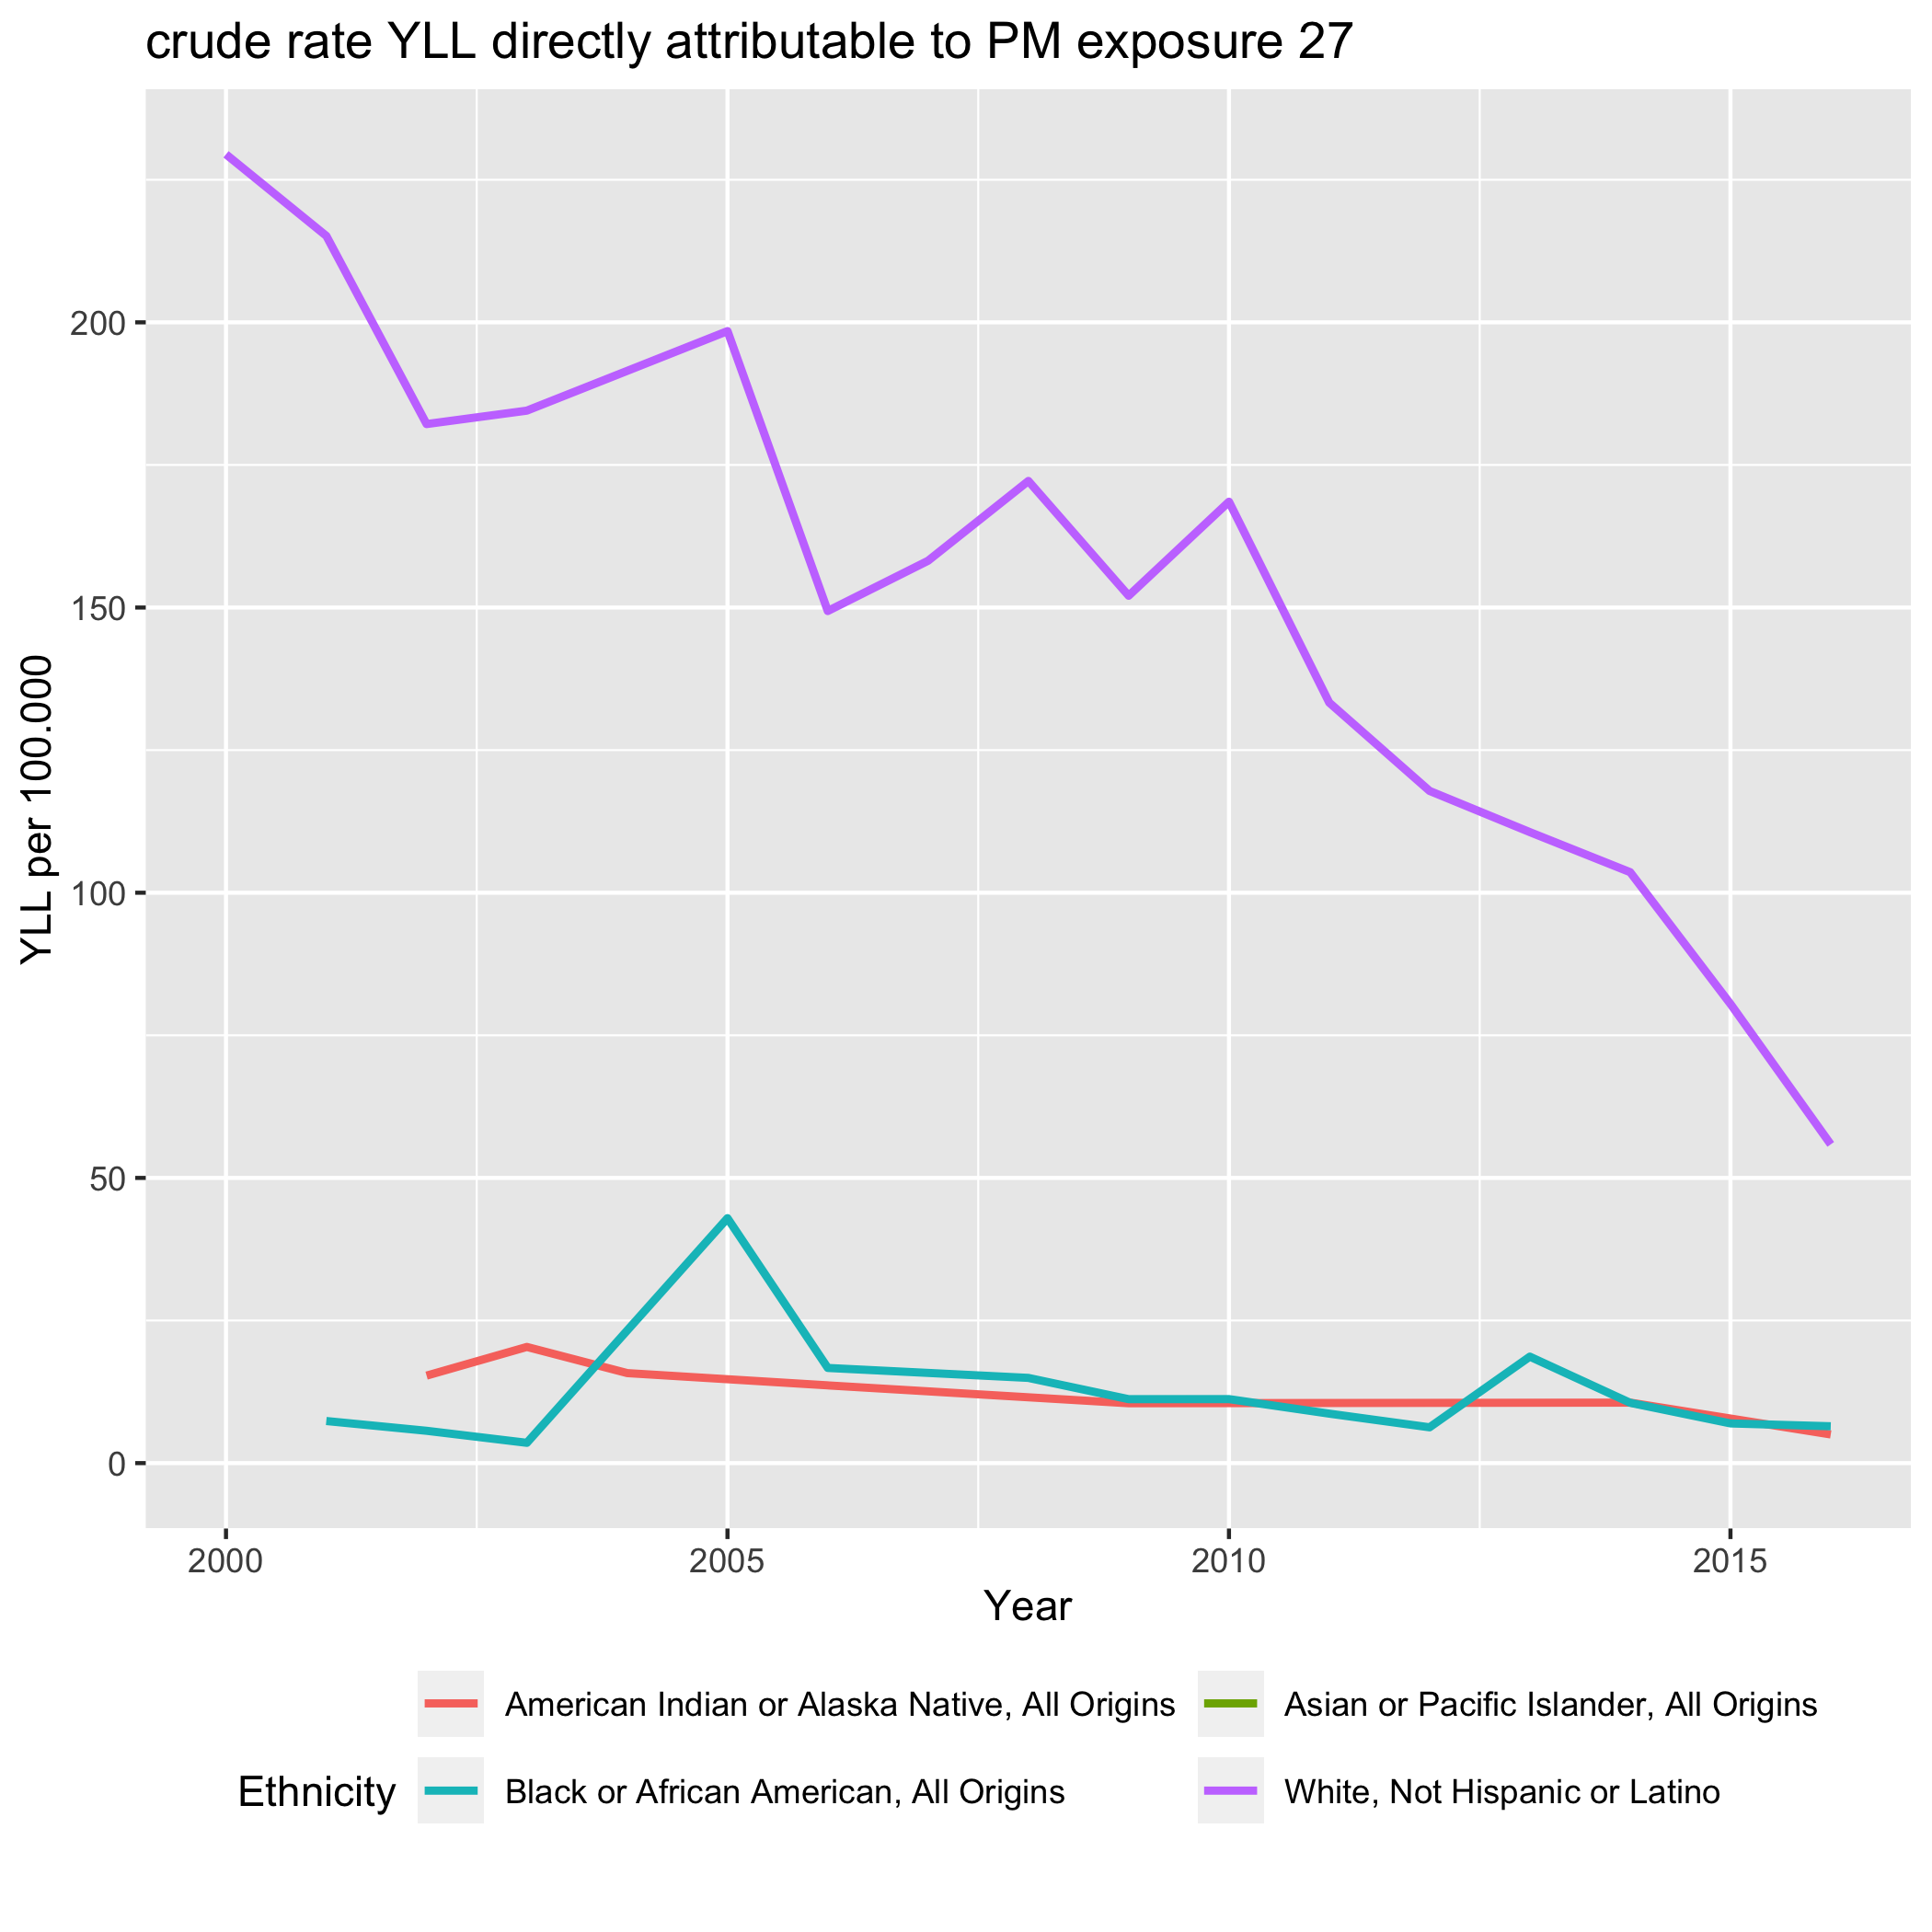 crude rate YLL directly attributable to PM exposure 27
YLL per 100.000
200
150
100
50
0
2000 2005 2010 2015
Year
Ethnicity
American Indian or Alaska Native, All Origins
Asian or Pacific Islander, All Origins
Black or African American, All Origins
White, Not Hispanic or Latino